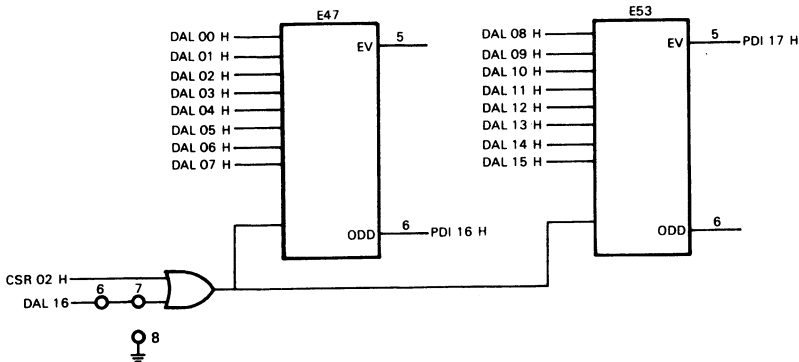 E47
DAL 00 H
DAL 01 H
DAL 02 H
DAL 03 H
DAL 04 H
DAL 05 H
DAL 06 H
DAL 07 H
EV
5
ODD
6
PDI 16 H
E53
DAL 08 H
DAL 09 H
DAL 10 H
DAL 11 H
DAL 12 H
DAL 13 H
DAL 14 H
DAL 15 H
EV
5
PDI 17 H
ODD
6
CSR 02 H
DAL 16
6
7
8